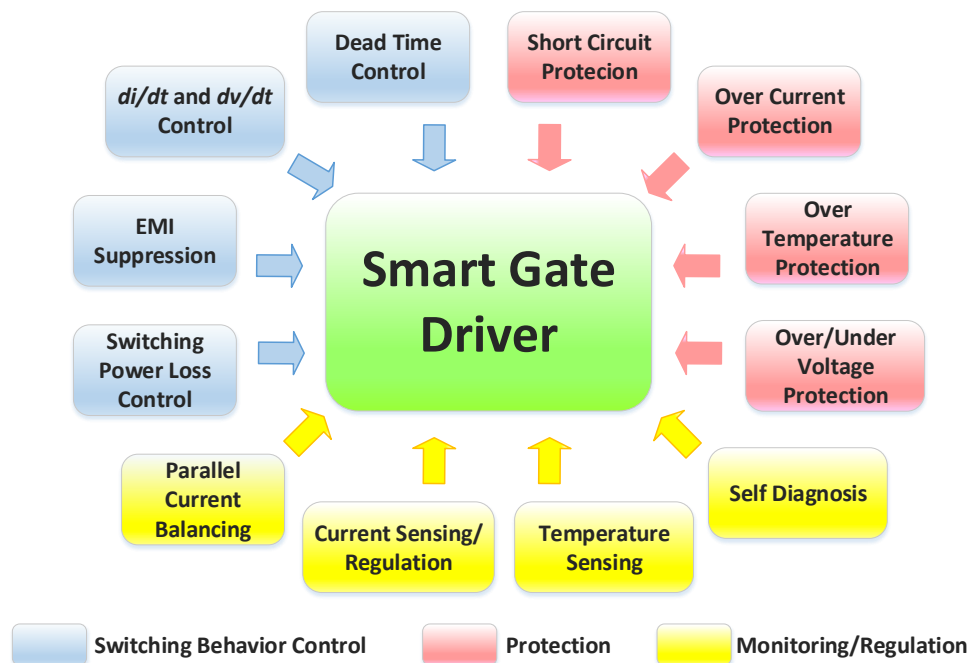 Dead Time
Control
Short Circuit
Protecion
di/dt and dv/dt
Control
Over Current
Protection
EMI
Suppression
Over
Temperature
Protection
Smart Gate
Driver
Switching
Power Loss
Control
Over/Under
Voltage
Protection
Parallel
Current
Balancing
Current Sensing/
Regulation
Temperature
Sensing
Self Diagnosis
Switching Behavior Control
Protection
Monitoring/Regulation